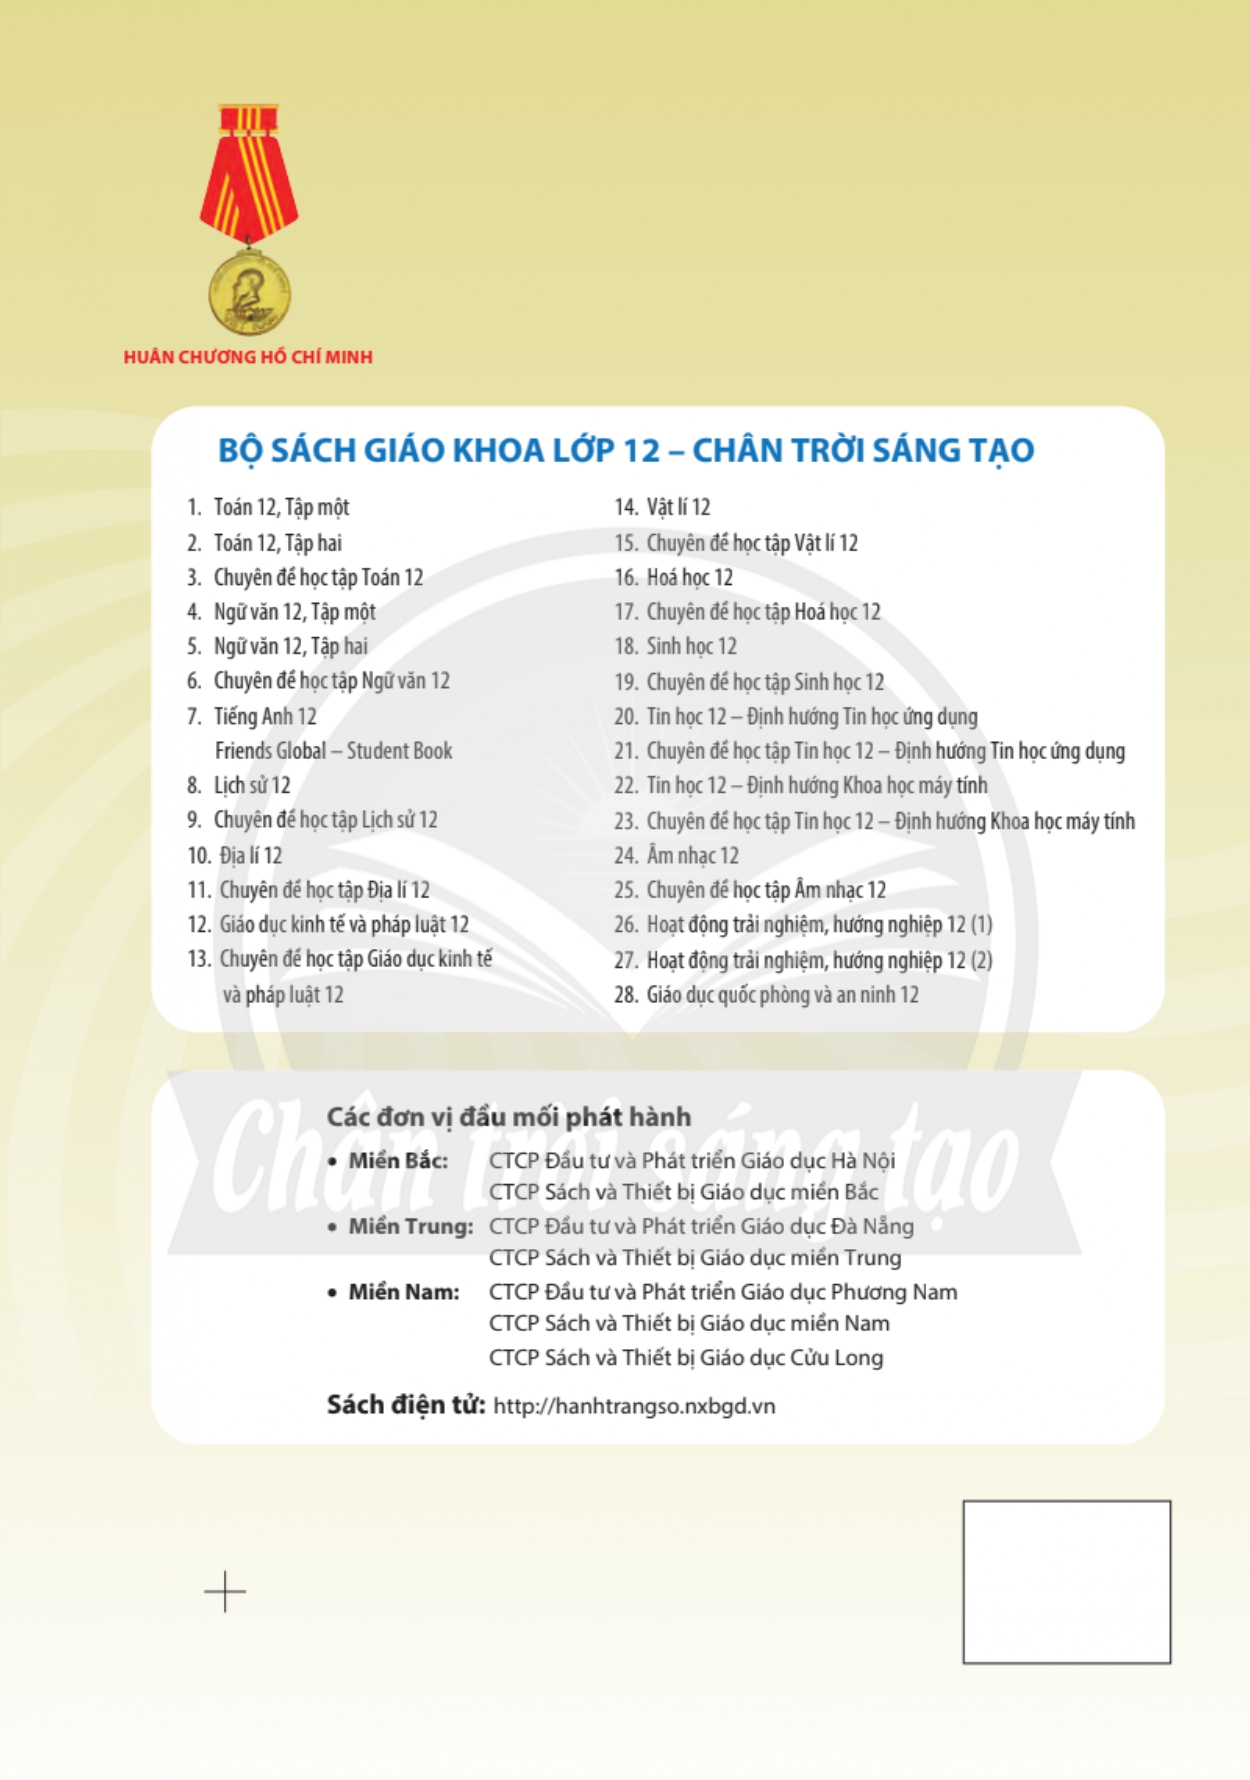 HUÂN CHƯƠNG HỒ CHÍ MINH
BỘ SÁCH GIÁO KHOA LỚP 12 – CHÂN TRỜI SÁNG TẠO
1. Toán 12, Tập một
2. Toán 12, Tập hai
3. Chuyên đề học tập Toán 12
4. Ngữ văn 12, Tập một
5. Ngữ văn 12, Tập hai
6. Chuyên đề học tập Ngữ văn 12
7. Tiếng Anh 12
Friends Global – Student Book
8. Lịch sử 12
9. Chuyên đề học tập Lịch sử 12
10. Địa lí 12
11. Chuyên đề học tập Địa lí 12
12. Giáo dục kinh tế và pháp luật 12
13. Chuyên đề học tập Giáo dục kinh tế
và pháp luật 12
14. Vật lí 12
15. Chuyên đề học tập Vật lí 12
16. Hoá học 12
17. Chuyên đề học tập Hoá học 12
18. Sinh học 12
19. Chuyên đề học tập Sinh học 12
20. Tin học 12 – Định hướng Tin học ứng dụng
21. Chuyên đề học tập Tin học 12 – Định hướng Tin học ứng dụng
22. Tin học 12 – Định hướng Khoa học máy tính
23. Chuyên đề học tập Tin học 12 – Định hướng Khoa học máy tính
24. Âm nhạc 12
25. Chuyên đề học tập Âm nhạc 12
26. Hoạt động trải nghiệm, hướng nghiệp 12 (1)
27. Hoạt động trải nghiệm, hướng nghiệp 12 (2)
28. Giáo dục quốc phòng và an ninh 12
Chân trời sáng tạo
Các đơn vị đầu mối phát hành
• Miền Bắc: CTCP Đầu tư và Phát triển Giáo dục Hà Nội
CTCP Sách và Thiết bị Giáo dục miền Bắc
• Miền Trung: CTCP Đầu tư và Phát triển Giáo dục Đà Nẵng
CTCP Sách và Thiết bị Giáo dục miền Trung
• Miền Nam: CTCP Đầu tư và Phát triển Giáo dục Phương Nam
CTCP Sách và Thiết bị Giáo dục miền Nam
CTCP Sách và Thiết bị Giáo dục Cửu Long
Sách điện tử: http://hanhtrangso.nxbgd.vn